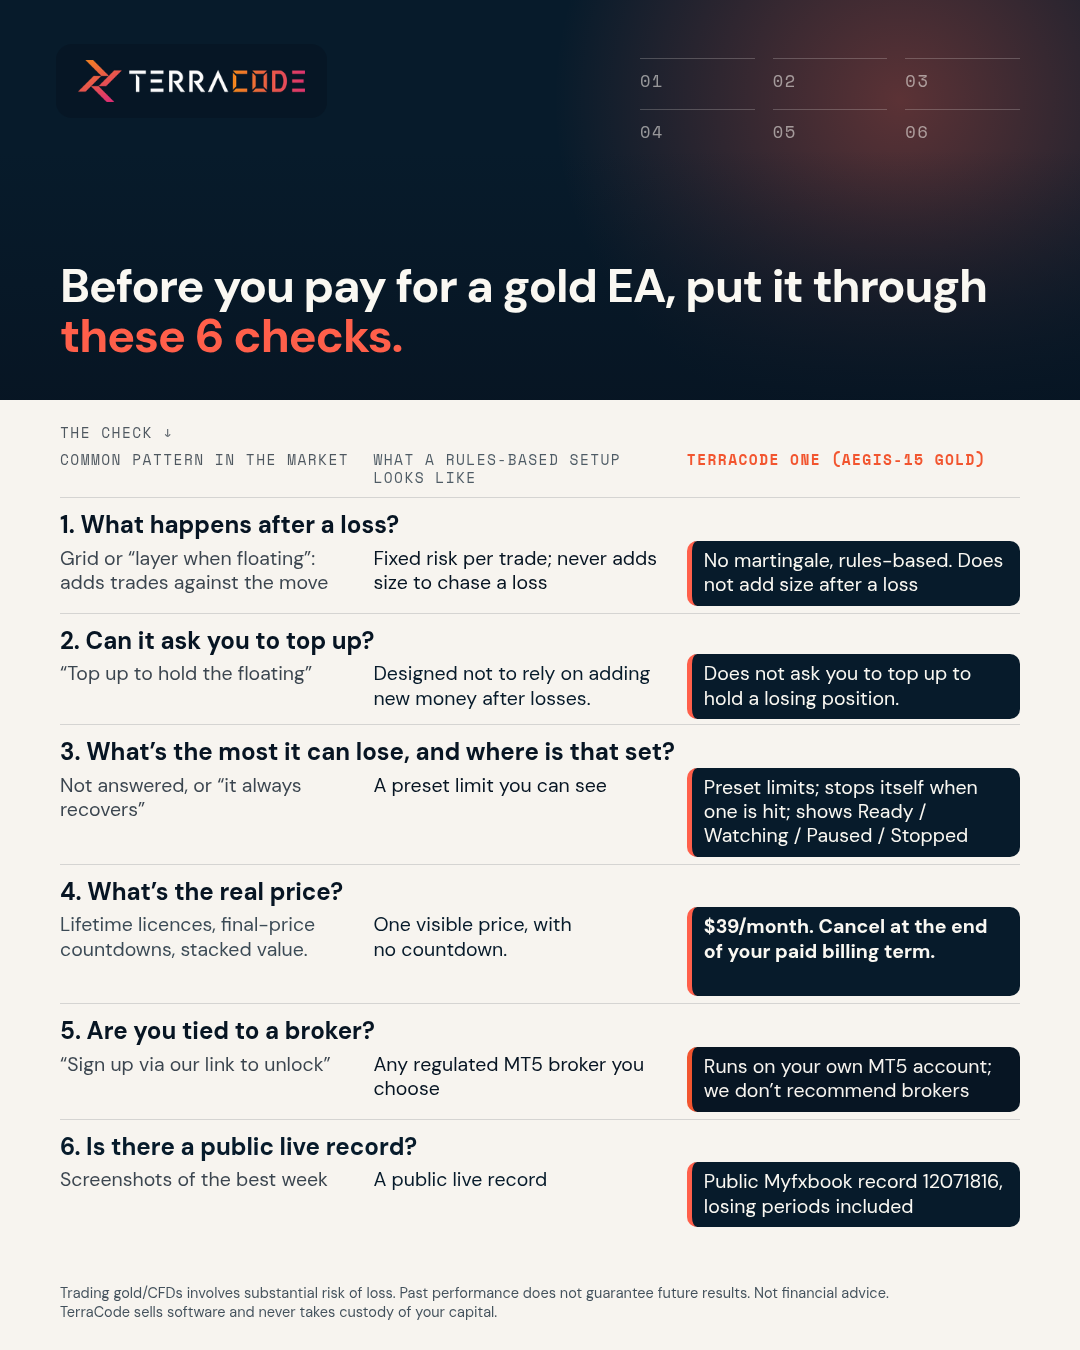 TERRACODE
01 02 03
04 05 06
Before you pay for a gold EA, put it through
these 6 checks.
THE CHECK ↓
COMMON PATTERN IN THE MARKET
WHAT A RULES-BASED SETUP
LOOKS LIKE
TERRACODE ONE (AEGIS-15 GOLD)
1. What happens after a loss?
Grid or “layer when floating”:
adds trades against the move
Fixed risk per trade; never adds
size to chase a loss
No martingale, rules-based. Does
not add size after a loss
2. Can it ask you to top up?
“Top up to hold the floating”
Designed not to rely on adding
new money after losses.
Does not ask you to top up to
hold a losing position.
3. What’s the most it can lose, and where is that set?
Not answered, or “it always
recovers”
A preset limit you can see
Preset limits; stops itself when
one is hit; shows Ready /
Watching / Paused / Stopped
4. What’s the real price?
Lifetime licences, final-price
countdowns, stacked value.
One visible price, with
no countdown.
$39/month. Cancel at the end
of your paid billing term.
5. Are you tied to a broker?
“Sign up via our link to unlock”
Any regulated MT5 broker you
choose
Runs on your own MT5 account;
we don’t recommend brokers
6. Is there a public live record?
Screenshots of the best week
A public live record
Public Myfxbook record 12071816,
losing periods included
Trading gold/CFDs involves substantial risk of loss. Past performance does not guarantee future results. Not financial advice.
TerraCode sells software and never takes custody of your capital.